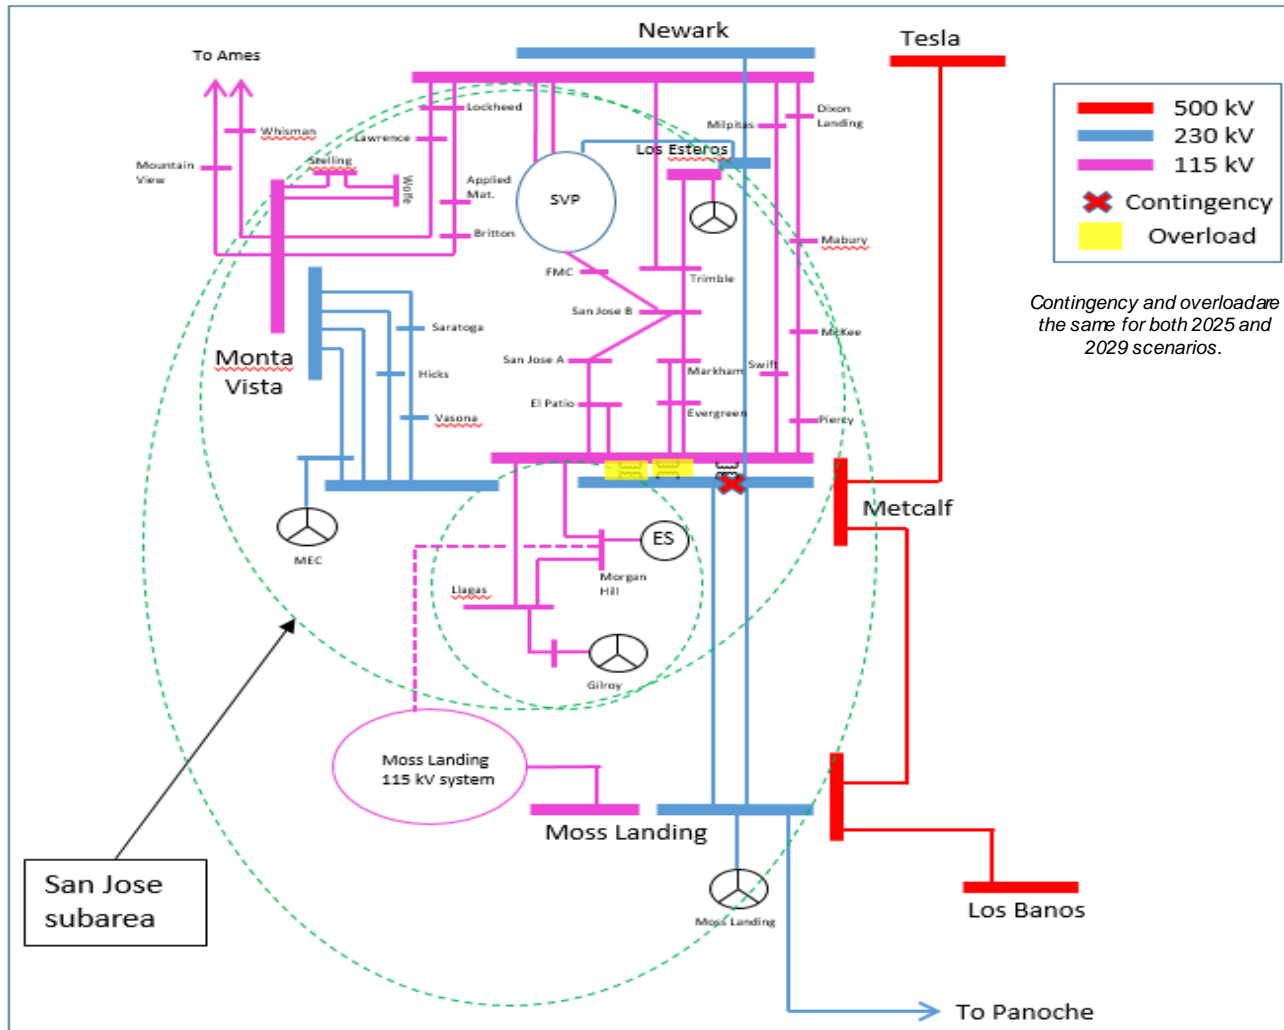 Newark
Tesla
To Ames
500 kV
230 kV
115 kV
Contingency
Overload
Contingency and overloadare
the same for both 2025 and
2029 scenarios.
Lockheed
Dixon
Landing
Whisman
Lawrence
Milpitas
Los Esteros
Stelling
Mountain
View
Wolfe
Applied
Mat.
SVP
Britton
Mabury
FMC
Trimble
San Jose B
Saratoga
McKee
Monta
Vista
San Jose A
Markham
Swift
Hicks
El Patio
Evergreen
Vasona
Piercy
Metcalf
MEC
ES
Morgan
Hill
Llagas
Gilroy
Moss Landing
115 kV system
Moss Landing
San Jose
subarea
Moss Landing
Los Banos
To Panoche